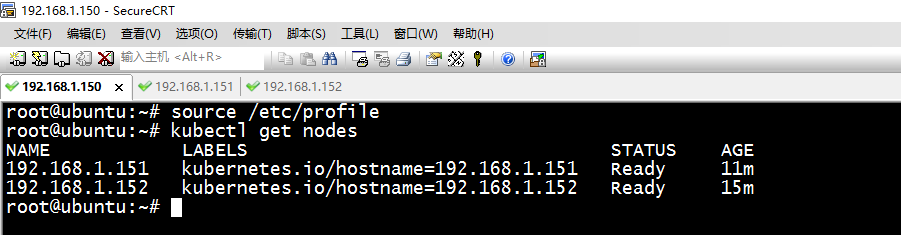 192.168.1.150 - SecureCRT
文件(F) 编辑(E) 查看(V) 选项(O) 传输(T) 脚本(S) 工具(L) 窗口(W) 帮助(H)
输入主机 <Alt+R>
192.168.1.150 x 192.168.1.151 192.168.1.152
root@ubuntu:~# source /etc/profile
root@ubuntu:~# kubectl get nodes
NAME LABELS STATUS AGE
192.168.1.151 kubernetes.io/hostname=192.168.1.151 Ready 11m
192.168.1.152 kubernetes.io/hostname=192.168.1.152 Ready 15m
root@ubuntu:~#